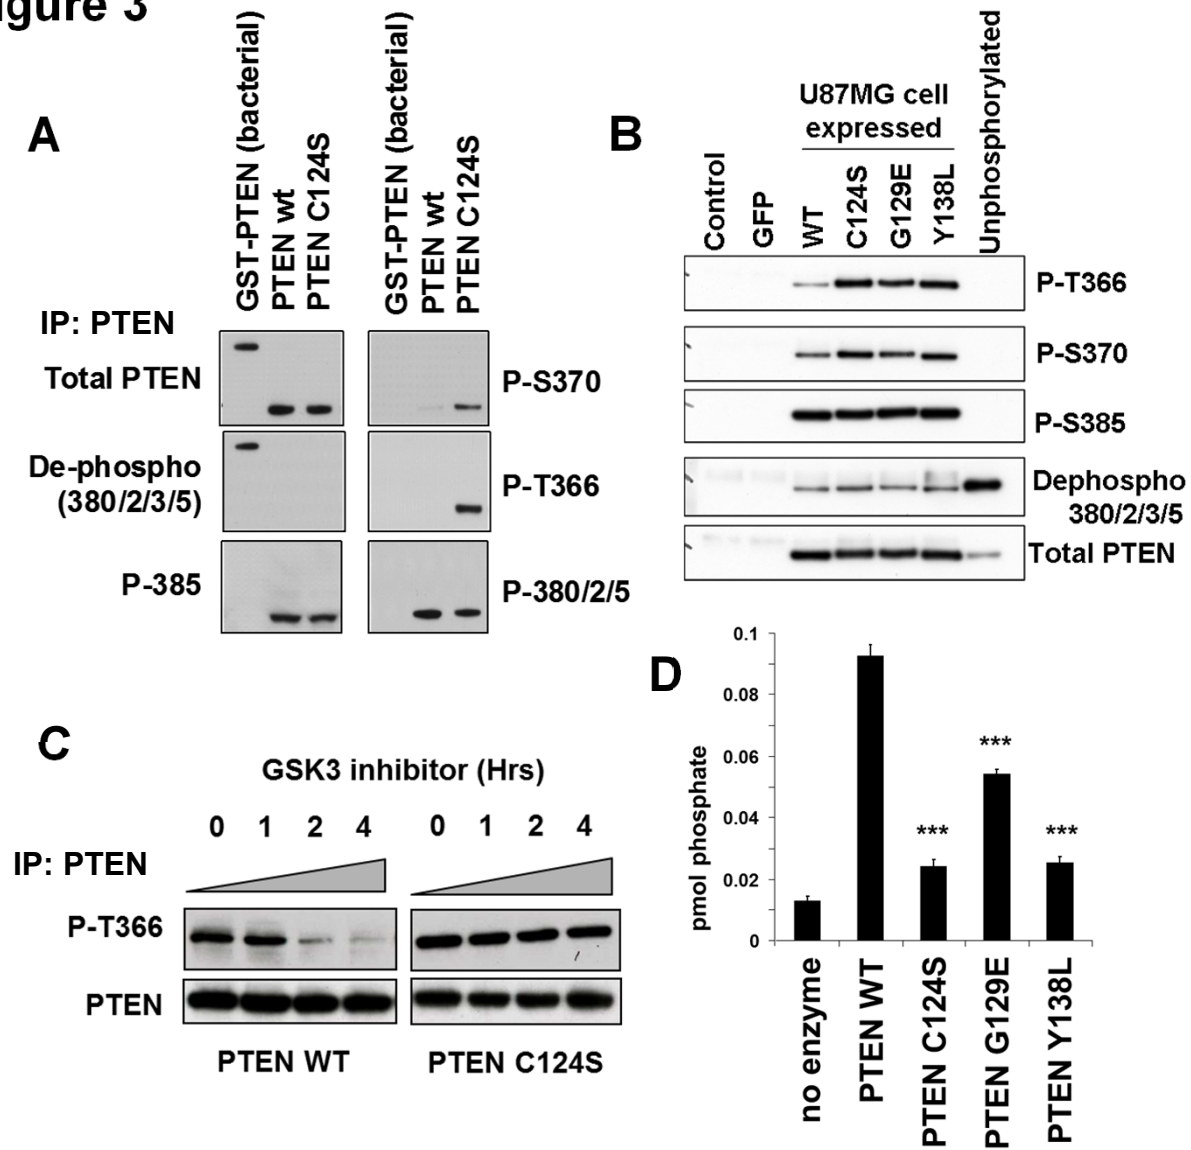 igure 3
A
GST-PTEN (bacterial)
PTEN wt
PTEN C124S
GST-PTEN (bacterial)
PTEN wt
PTEN C124S
IP: PTEN
Total PTEN
P-S370
De-phospho
(380/2/3/5)
P-T366
P-385
P-380/2/5
B
U87MG cell
expressed
Control
GFP
WT
C124S
G129E
Y138L
Unphosphorylated
P-T366
P-S370
P-S385
Dephospho
380/2/3/5
Total PTEN
C
GSK3 inhibitor (Hrs)
0 1 2 4 0 1 2 4
IP: PTEN
P-T366
PTEN
PTEN WT PTEN C124S
D
pmol phosphate
0.1
0.08
0.06
0.04
0.02
0
***
***
***
no enzyme
PTEN WT
PTEN C124S
PTEN G129E
PTEN Y138L